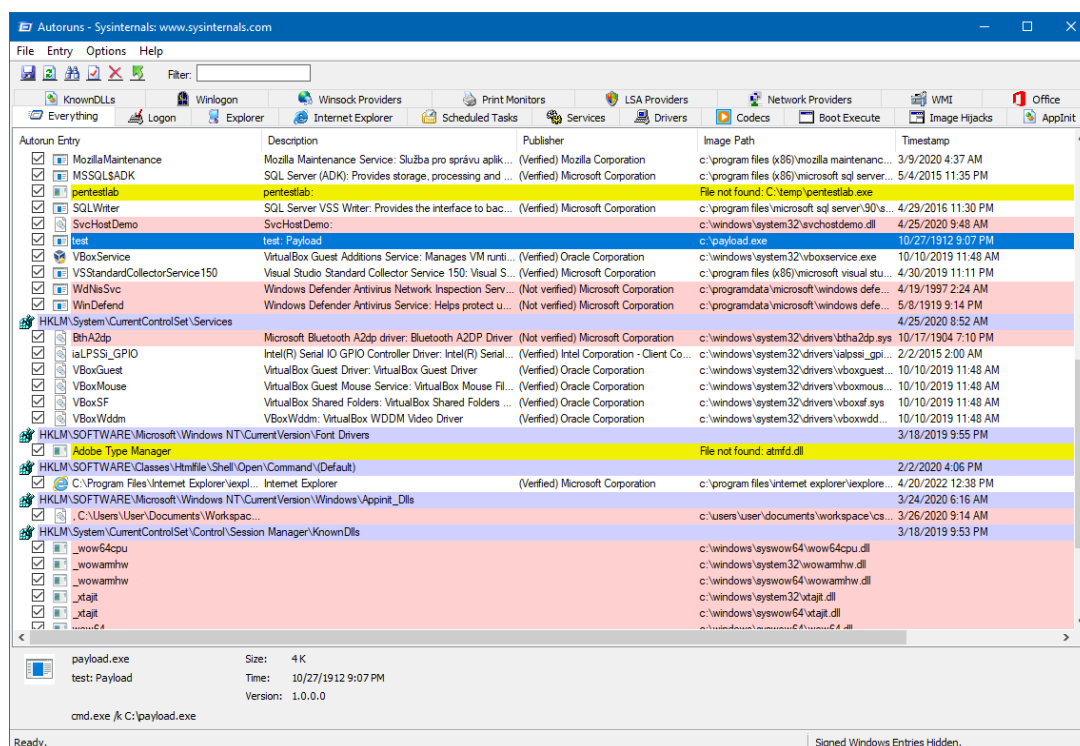 Autoruns - Sysinternals: www.sysinternals.com
File Entry Options Help
Filter:
KnownDLLs Winlogon Winsock Providers Print Monitors LSA Providers Network Providers WMI Office
Everything Logon Explorer Internet Explorer Scheduled Tasks Services Drivers Codecs Boot Execute Image Hijacks AppInit
Autorun Entry Description Publisher Image Path Timestamp
MozillaMaintenance Mozilla Maintenance Service: Služba pro správu aplik... (Verified) Mozilla Corporation c:\program files (x86)\mozilla maintenanc... 3/9/2020 4:37 AM
MSSQL$ADK SQL Server (ADK): Provides storage, processing and ... (Verified) Microsoft Corporation c:\program files (x86)\microsoft sql server... 5/4/2015 11:35 PM
pentestlab pentestlab: File not found: C:\temp\pentestlab.exe
SQLWriter SQL Server VSS Writer: Provides the interface to bac... (Verified) Microsoft Corporation c:\program files\microsoft sql server\90\s... 4/29/2016 11:30 PM
SvcHostDemo SvcHostDemo: c:\windows\system32\svchostdemo.dll 4/25/2020 9:48 AM
test test: Payload c:\payload.exe 10/27/1912 9:07 PM
VBoxService VirtualBox Guest Additions Service: Manages VM runti... (Verified) Oracle Corporation c:\windows\system32\vboxservice.exe 10/10/2019 11:48 AM
VSStandardCollectorService150 Visual Studio Standard Collector Service 150: Visual S... (Verified) Microsoft Corporation c:\program files (x86)\microsoft visual stu... 4/30/2019 11:11 PM
WdNisSvc Windows Defender Antivirus Network Inspection Serv... (Not verified) Microsoft Corporation c:\programdata\microsoft\windows defe... 4/19/1997 2:24 AM
WinDefend Windows Defender Antivirus Service: Helps protect u... (Not verified) Microsoft Corporation c:\programdata\microsoft\windows defe... 5/8/1919 9:14 PM
HKLM\System\CurrentControlSet\Services 4/25/2020 8:52 AM
BthA2dp Microsoft Bluetooth A2dp driver: Bluetooth A2DP Driver (Not verified) Microsoft Corporation c:\windows\system32\drivers\btha2dp.sys 10/17/1904 7:10 PM
iaLPSSi_GPIO Intel(R) Serial IO GPIO Controller Driver: Intel(R) Serial... (Verified) Intel Corporation - Client Co... c:\windows\system32\drivers\ialpssi_gpi... 2/2/2015 2:00 AM
VBoxGuest VirtualBox Guest Driver: VirtualBox Guest Driver (Verified) Oracle Corporation c:\windows\system32\drivers\vboxguest... 10/10/2019 11:48 AM
VBoxMouse VirtualBox Guest Mouse Service: VirtualBox Mouse Fil... (Verified) Oracle Corporation c:\windows\system32\drivers\vboxmous... 10/10/2019 11:48 AM
VBoxSF VirtualBox Shared Folders: VirtualBox Shared Folders ... (Verified) Oracle Corporation c:\windows\system32\drivers\vboxsf.sys 10/10/2019 11:48 AM
VBoxWddm VBoxWddm: VirtualBox WDDM Video Driver (Verified) Oracle Corporation c:\windows\system32\drivers\vboxwdd... 10/10/2019 11:48 AM
HKLM\SOFTWARE\Microsoft\Windows NT\CurrentVersion\Font Drivers 3/18/2019 9:55 PM
Adobe Type Manager File not found: atmfd.dll
HKLM\SOFTWARE\Classes\Htmlfile\Shell\Open\Command\(Default) 2/2/2020 4:06 PM
C:\Program Files\Internet Explorer\iexpl... Internet Explorer (Verified) Microsoft Corporation c:\program files\internet explorer\iexplore... 4/20/2022 12:38 PM
HKLM\SOFTWARE\Microsoft\Windows NT\CurrentVersion\Windows\Appinit_Dlls 3/24/2020 6:16 AM
, C:\Users\User\Documents\Workspac... c:\users\user\documents\workspace\cs... 3/26/2020 9:14 AM
HKLM\System\CurrentControlSet\Control\Session Manager\KnownDlls 3/18/2019 9:53 PM
_wow64cpu c:\windows\syswow64\wow64cpu.dll
_wowarmhw c:\windows\system32\wowarmhw.dll
_wowarmhw c:\windows\syswow64\wowarmhw.dll
_xtajit c:\windows\system32\xtajit.dll
_xtajit c:\windows\syswow64\xtajit.dll
wow64 c:\windows\syswow64\wow64.dll
payload.exe Size: 4 K
test: Payload Time: 10/27/1912 9:07 PM
Version: 1.0.0.0
cmd.exe /k C:\payload.exe
Ready. Signed Windows Entries Hidden.